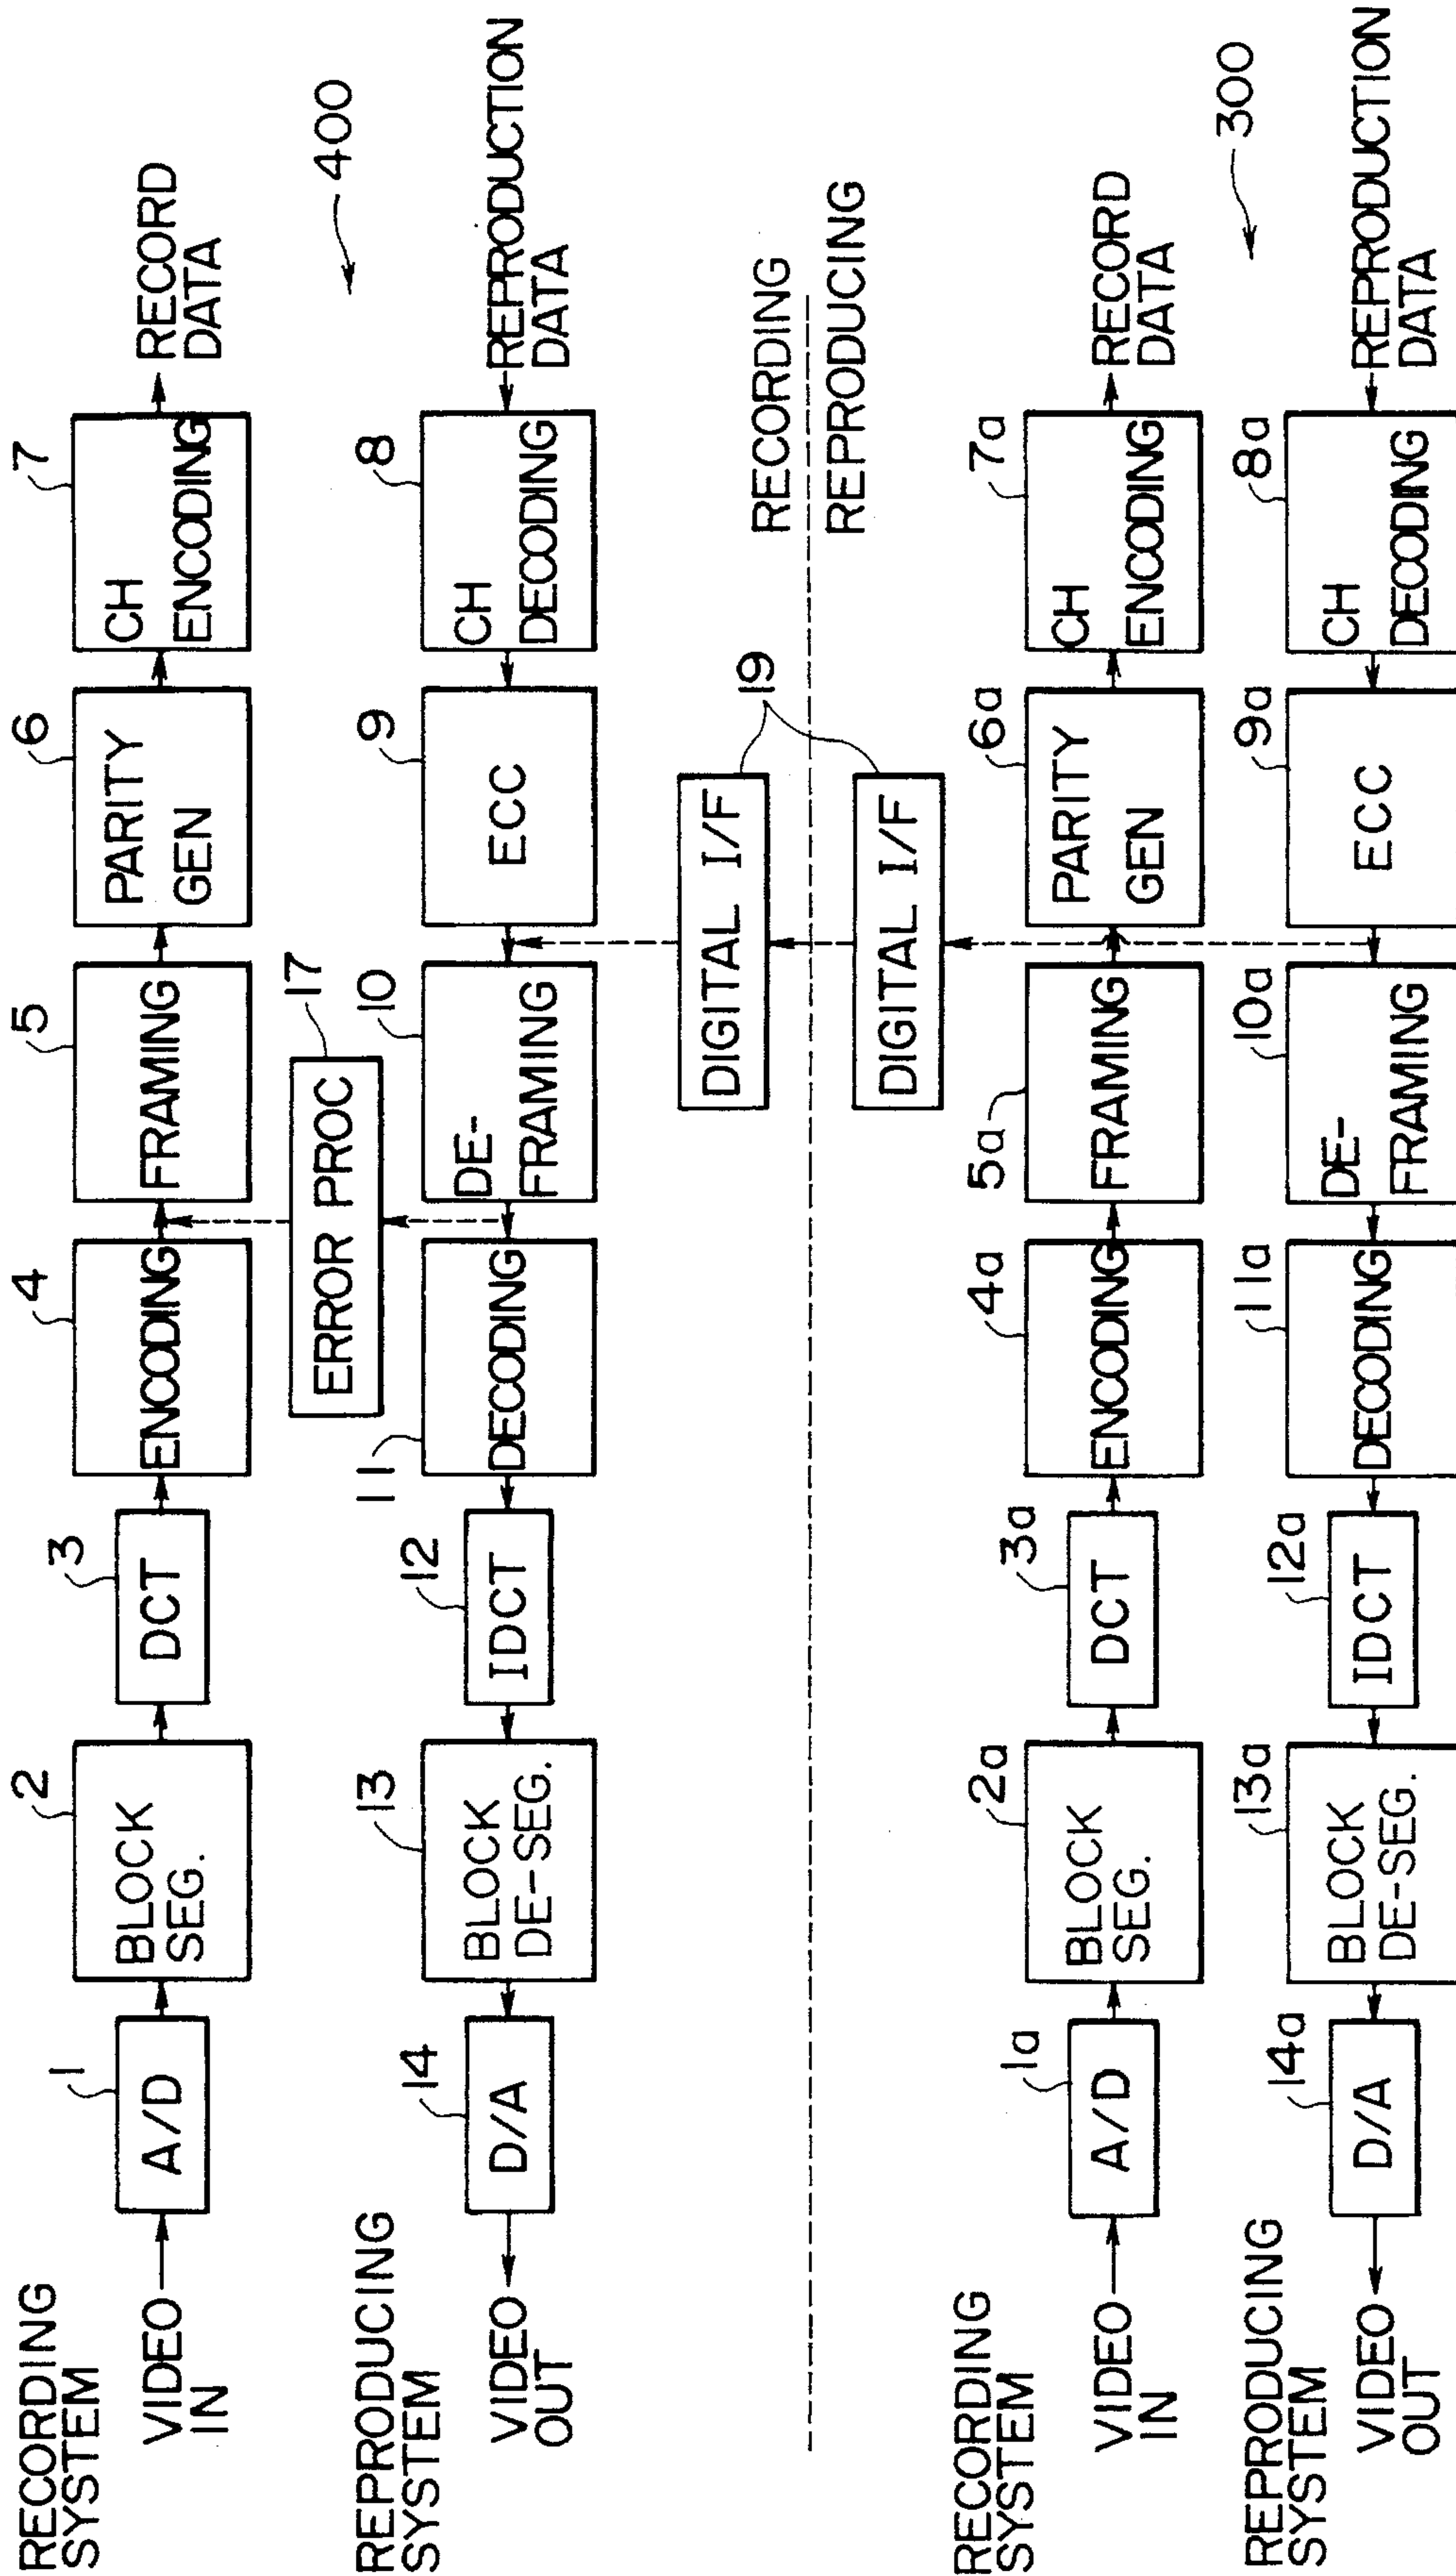 RECORDING
SYSTEM
VIDEO
IN
1
A/D
2
BLOCK
SEG.
3
DCT
4
ENCODING
5
FRAMING
6
PARITY
GEN
7
CH
ENCODING
RECORD
DATA
400
17
ERROR PROC
REPRODUCING
SYSTEM
VIDEO
OUT
14
D/A
13
BLOCK
DE-SEG.
12
IDCT
11
DECODING
10
DE-
FRAMING
9
ECC
8
CH
DECODING
REPRODUCTION
DATA
DIGITAL I/F
19
RECORDING
REPRODUCING
DIGITAL I/F
RECORDING
SYSTEM
VIDEO
IN
1a
A/D
2a
BLOCK
SEG.
3a
DCT
4a
ENCODING
5a
FRAMING
6a
PARITY
GEN
7a
CH
ENCODING
RECORD
DATA
300
REPRODUCING
SYSTEM
VIDEO
OUT
14a
D/A
13a
BLOCK
DE-SEG.
12a
IDCT
11a
DECODING
10a
DE-
FRAMING
9a
ECC
8a
CH
DECODING
REPRODUCTION
DATA